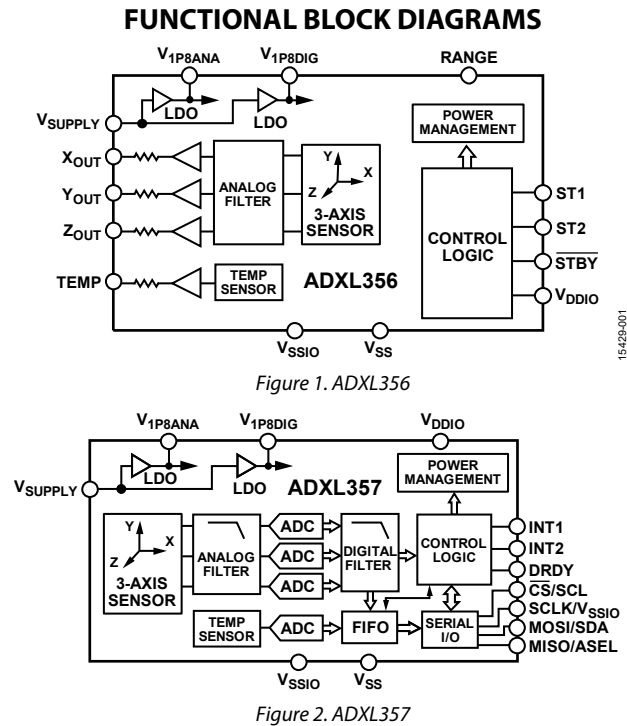 FUNCTIONAL BLOCK DIAGRAMS
V1P8ANA
V1P8DIG
RANGE
LDO
LDO
POWER
MANAGEMENT
VSUPPLY
XOUT
YOUT
ZOUT
TEMP
ANALOG
FILTER
Y
X
Z
3-AXIS
SENSOR
TEMP
SENSOR
ADXL356
CONTROL
LOGIC
ST1
ST2
STBY
VDDIO
VSSIO
VSS
15429-001
Figure 1. ADXL356
V1P8ANA
V1P8DIG
VDDIO
VSUPPLY
LDO
LDO
ADXL357
POWER
MANAGEMENT
Y
X
Z
3-AXIS
SENSOR
ANALOG
FILTER
ADC
ADC
ADC
DIGITAL
FILTER
CONTROL
LOGIC
TEMP
SENSOR
ADC
FIFO
SERIAL
I/O
INT1
INT2
DRDY
CS/SCL
SCLK/VSSIO
MOSI/SDA
MISO/ASEL
VSSIO
VSS
Figure 2. ADXL357